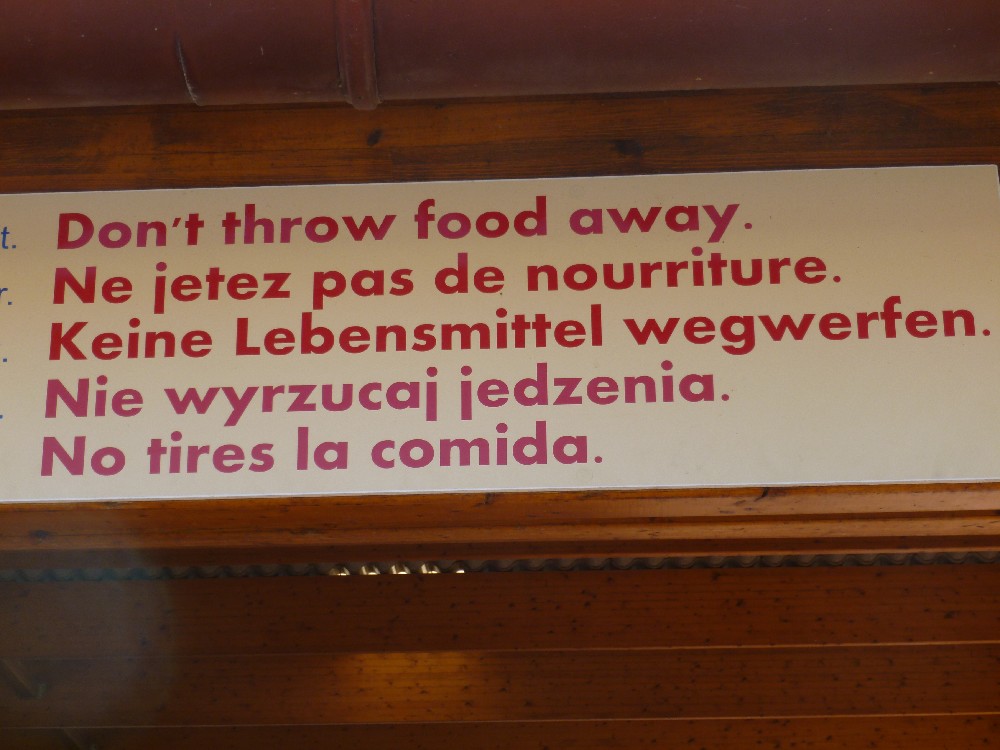 t. Don't throw food away.
r. Ne jetez pas de nourriture.
. Keine Lebensmittel wegwerfen.
. Nie wyrzucaj jedzenia.
No tires la comida.